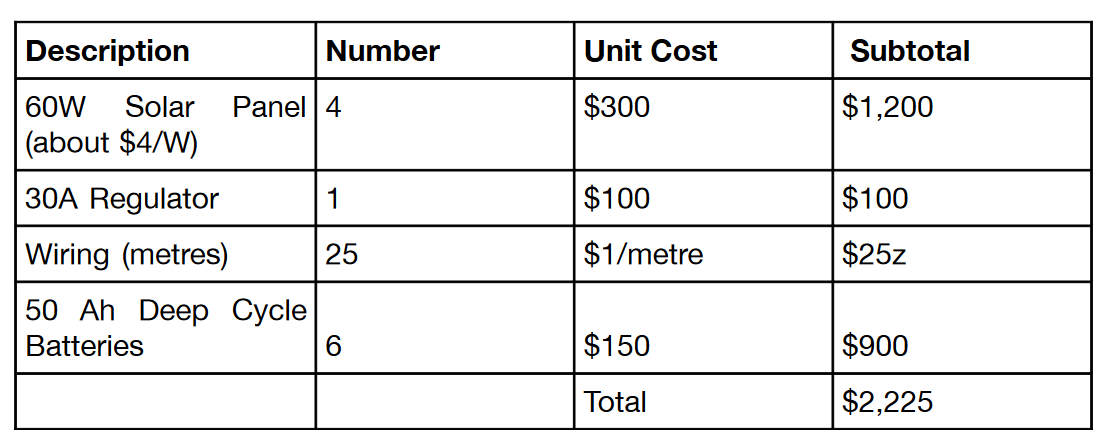 Description Number Unit Cost Subtotal
60W Solar Panel 4 $300 $1,200
(about $4/W)
30A Regulator 1 $100 $100
Wiring (metres) 25 $1/metre $25z
50 Ah Deep Cycle
Batteries 6 $150 $900
Total $2,225